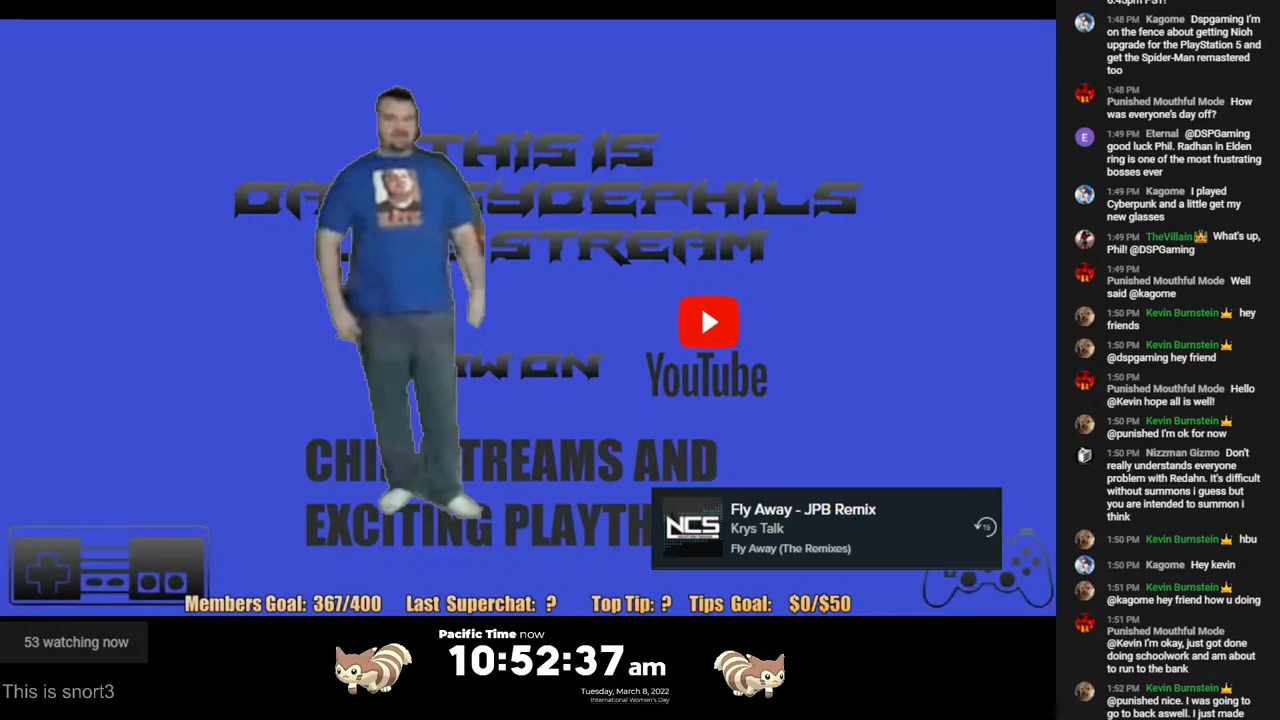 THIS IS
DA
SYDEPHILS
STREAM
W ON
YouTube
CHI
TREAMS AND
EXCITING PLAYTH
NCS
Fly Away - JPB Remix
Krys Talk
Fly Away (The Remixes)
15
Members Goal: 367/400 Last Superchat: ? Top Tip: ? Tips Goal: $0/$50
53 watching now
This is snort3
Pacific Time now
10:52:37 am
Tuesday, March 8, 2022
International Women's Day
6:45pm PST!
1:48 PM Kagome Dspgaming I'm
on the fence about getting Nioh
upgrade for the PlayStation 5 and
get the Spider-Man remastered
too
1:48 PM
Punished Mouthful Mode How
was everyone's day off?
E
1:49 PM Eternal @DSPGaming
good luck Phil. Radhan in Elden
ring is one of the most frustrating
bosses ever
1:49 PM Kagome I played
Cyberpunk and a little get my
new glasses
1:49 PM TheVillain What's up,
Phil! @DSPGaming
1:49 PM
Punished Mouthful Mode Well
said @kagome
1:50 PM Kevin Burnstein hey
friends
1:50 PM Kevin Burnstein
@dspgaming hey friend
1:50 PM
Punished Mouthful Mode Hello
@Kevin hope all is well!
1:50 PM Kevin Burnstein
@punished I'm ok for now
1:50 PM Nizzman Gizmo Don't
really understands everyone
problem with Redahn. It's difficult
without summons i guess but
you are intended to summon i
think
1:50 PM Kevin Burnstein hbu
1:50 PM Kagome Hey kevin
1:51 PM Kevin Burnstein
@kagome hey friend how u doing
1:51 PM
Punished Mouthful Mode
@Kevin I'm okay, just got done
doing schoolwork and am about
to run to the bank
1:52 PM Kevin Burnstein
@punished nice. I was going to
go to back aswell. I just made